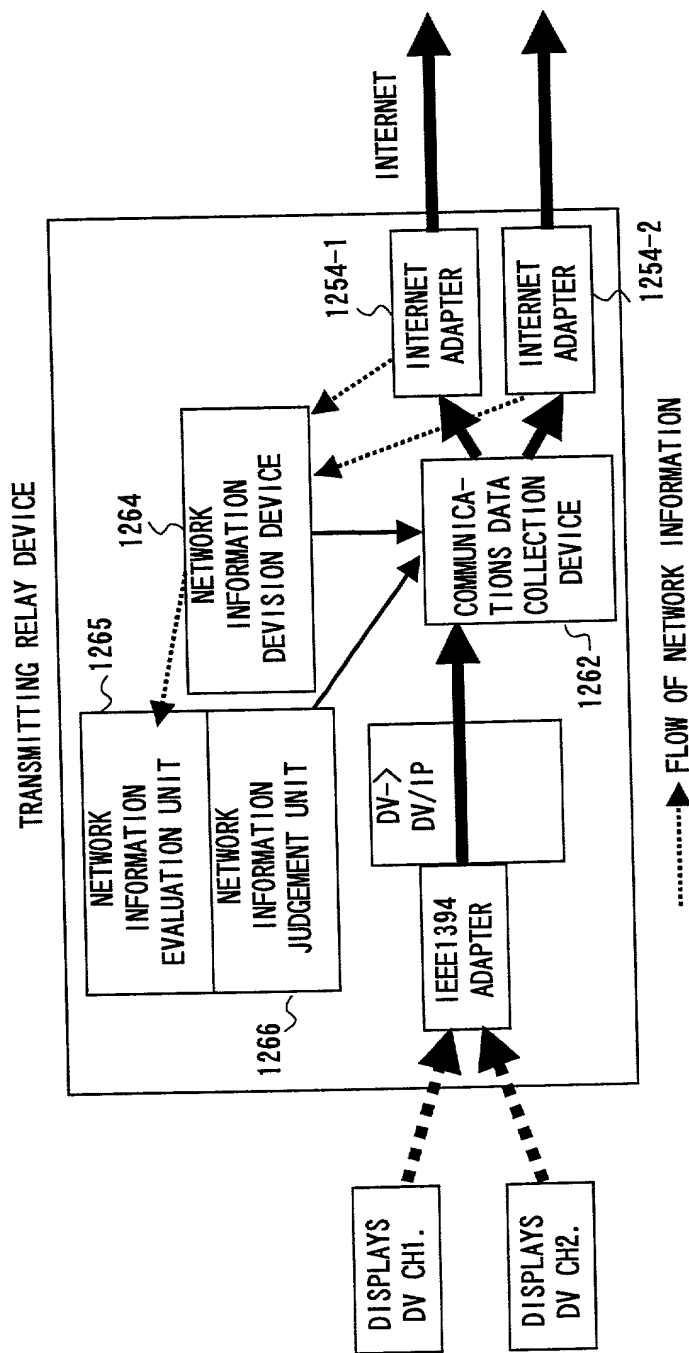 TRANSMITTING RELAY DEVICE
1265
NETWORK
INFORMATION
EVALUATION UNIT
NETWORK
INFORMATION
JUDGEMENT UNIT
1266
1264
NETWORK
INFORMATION
DEVISION DEVICE
1254-1
INTERNET
ADAPTER
INTERNET
INTERNET
ADAPTER
1254-2
COMMUNICA-
TIONS DATA
COLLECTION
DEVICE
1262
DV->
DV/IP
IEEE1394
ADAPTER
DISPLAYS
DV CH1.
DISPLAYS
DV CH2.
FLOW OF NETWORK INFORMATION